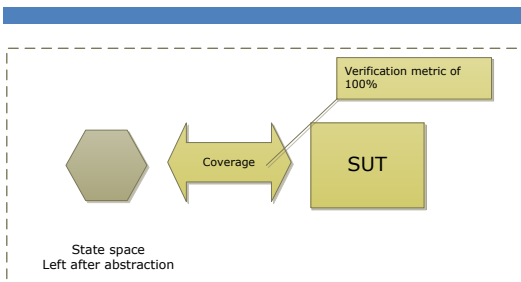 Verification metric of
100%
Coverage
SUT
State space
Left after abstraction